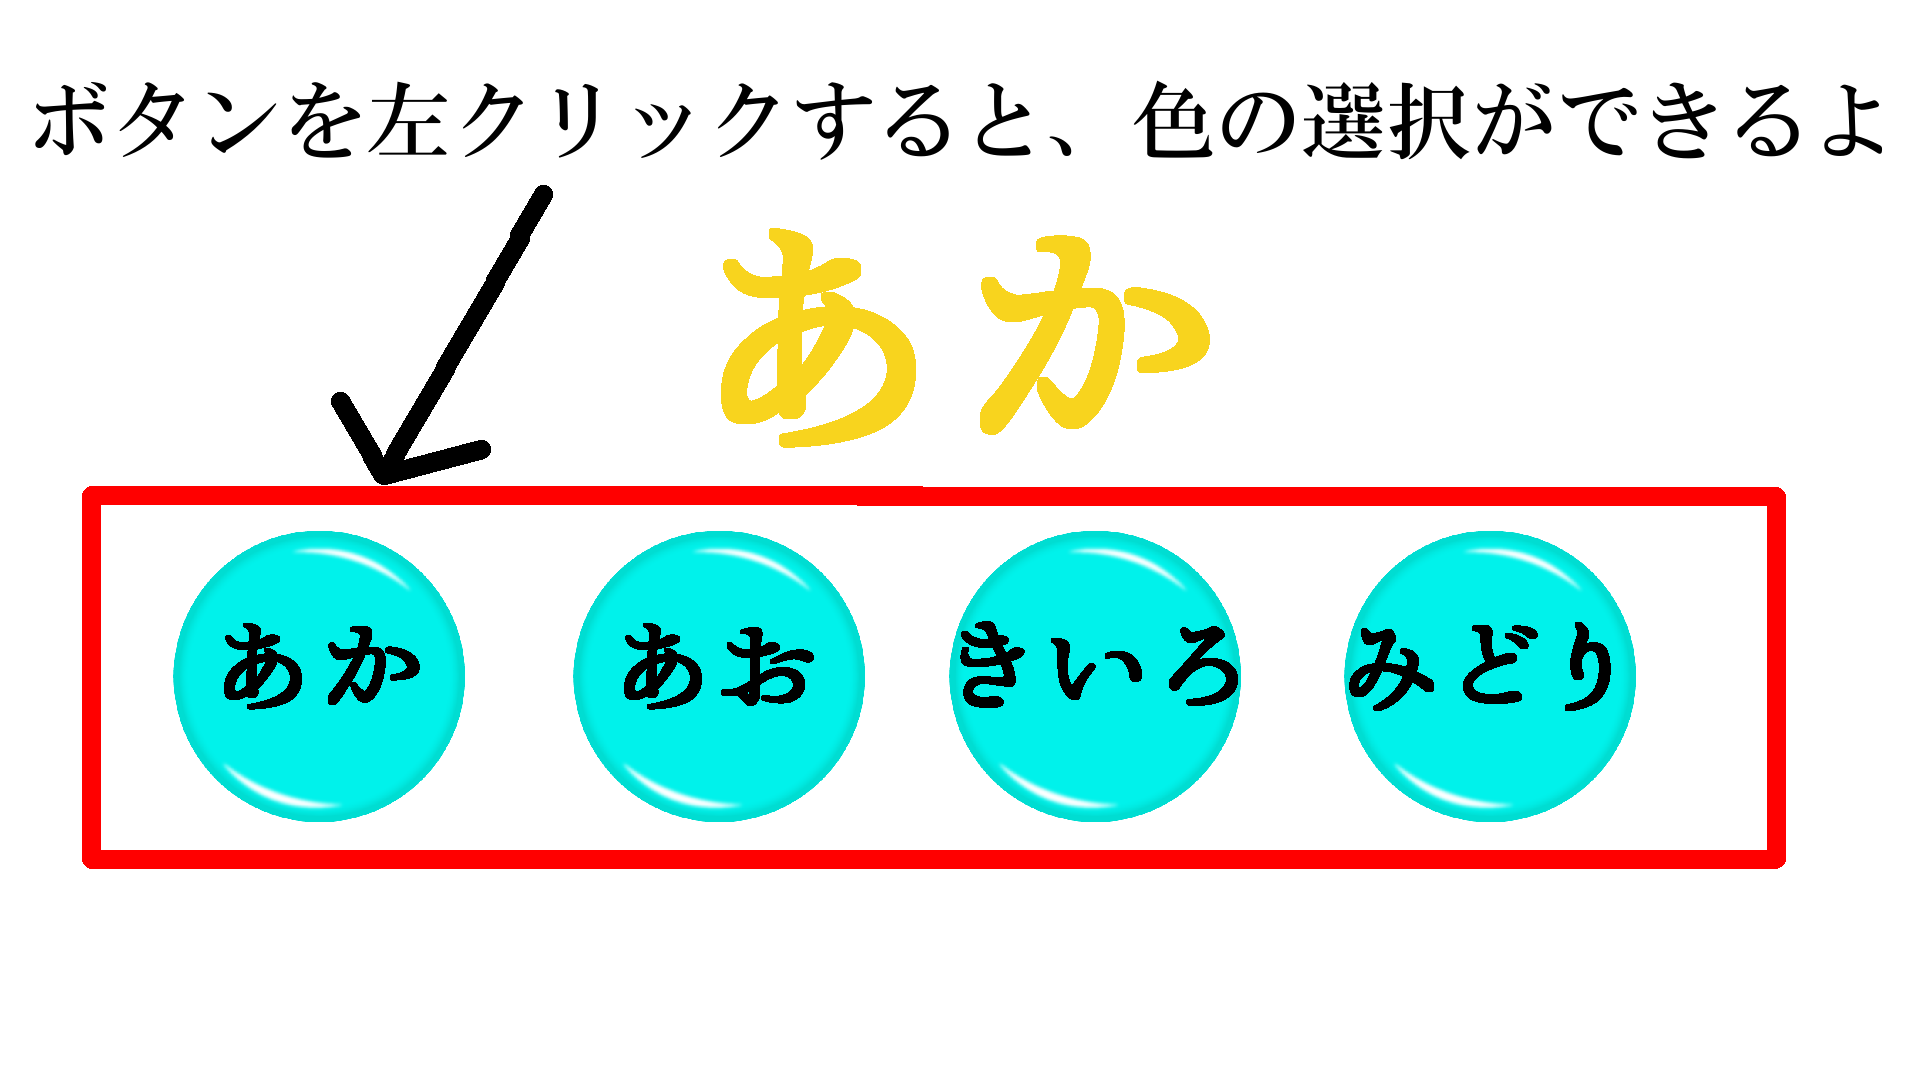 ボタンを左クリックすると、色の選択ができるよ
あか
あか
あお
きいろ
みどり